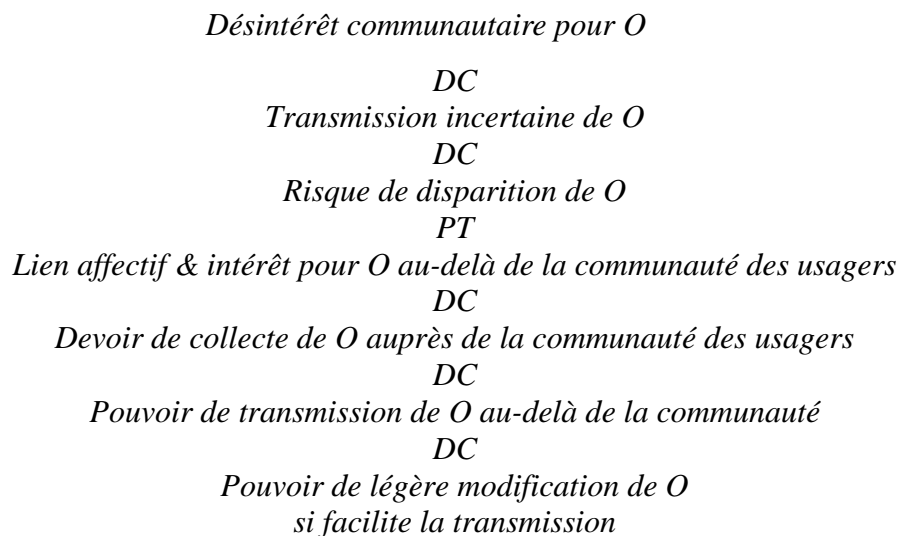 Désintérêt communautaire pour O
DC
Transmission incertaine de O
DC
Risque de disparition de O
PT
Lien affectif & intérêt pour O au-delà de la communauté des usagers
DC
Devoir de collecte de O auprès de la communauté des usagers
DC
Pouvoir de transmission de O au-delà de la communauté
DC
Pouvoir de légère modification de O
si facilite la transmission